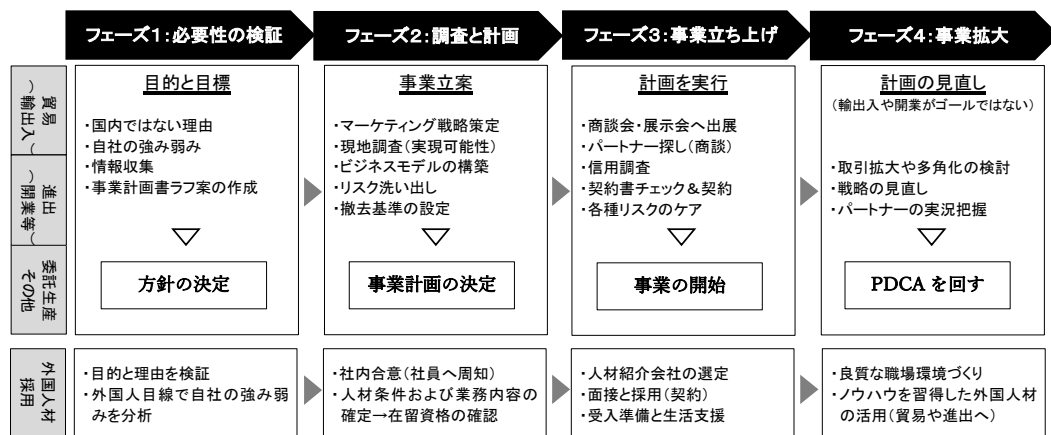 フェーズ1：必要性の検証
フェーズ2：調査と計画
フェーズ3：事業立ち上げ
フェーズ4：事業拡大
貿易
（輸出入）
進出
（開業等）
委託生産
その他
目的と目標
・国内ではない理由
・自社の強み弱み
・情報収集
・事業計画書ラフ案の作成
方針の決定
事業立案
・マーケティング戦略策定
・現地調査（実現可能性）
・ビジネスモデルの構築
・リスク洗い出し
・撤去基準の設定
事業計画の決定
計画を実行
・商談会・展示会へ出展
・パートナー探し（商談）
・信用調査
・契約書チェック＆契約
・各種リスクのケア
事業の開始
計画の見直し
（輸出入や開業がゴールではない）
・取引拡大や多角化の検討
・戦略の見直し
・パートナーの実況把握
PDCA を回す
外国人材
採用
・目的と理由を検証
・外国人目線で自社の強み弱
みを分析
・社内合意（社員へ周知）
・人材条件および業務内容の
確定→在留資格の確認
・人材紹介会社の選定
・面接と採用（契約）
・受入準備と生活支援
・良質な職場環境づくり
・ノウハウを習得した外国人材
の活用（貿易や進出へ）